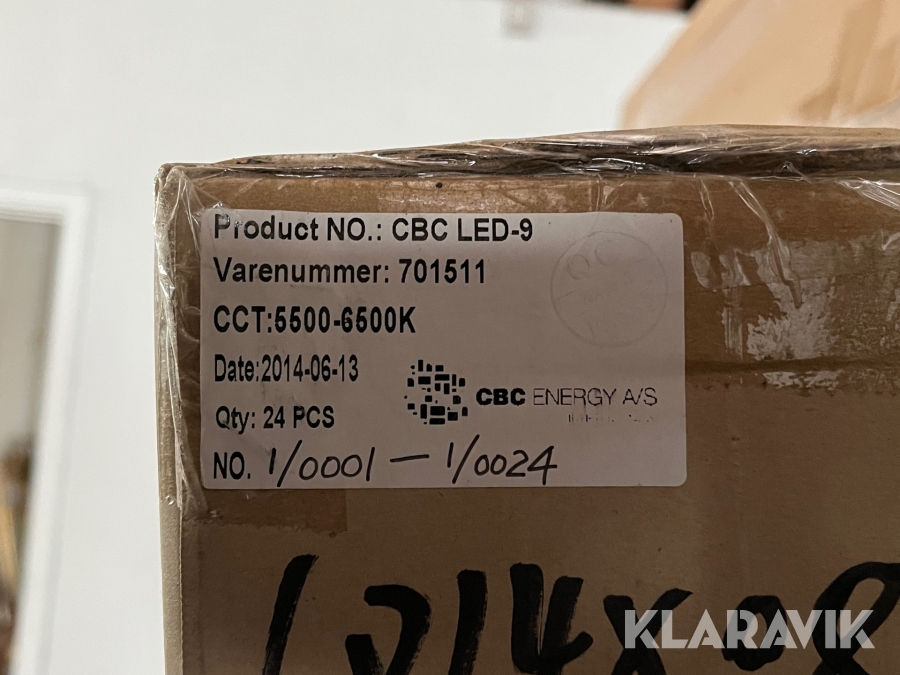 Product NO.: CBC LED-9
Varenummer: 701511
CCT:5500-6500K
Date:2014-06-13
Qty: 24 PCS
CBC ENERGY A/S
NO. 1/0001 - 1/0024
KLARAVIK